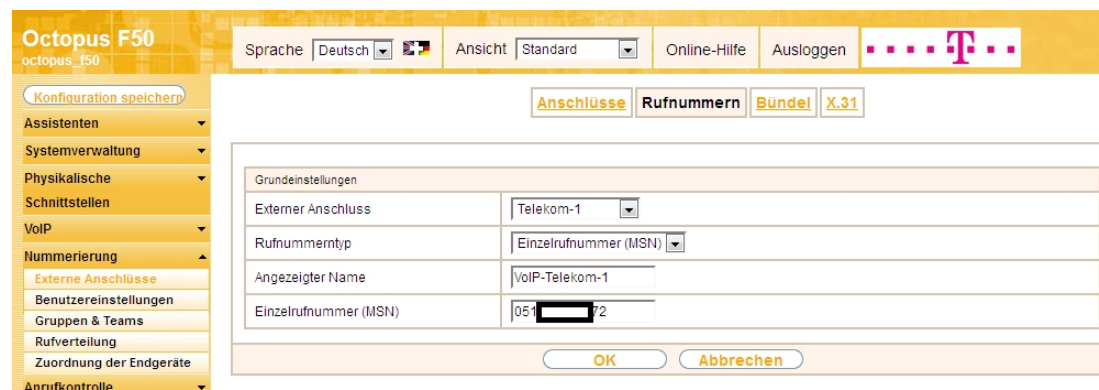 Octopus F50
octopus_f50
Sprache Deutsch Ansicht Standard Online-Hilfe Ausloggen T
Konfiguration speichern
Anschlüsse Rufnummern Bündel X.31
Assistenten
Systemverwaltung
Physikalische
Schnittstellen
VoIP
Nummerierung
Externe Anschlüsse
Benutzereinstellungen
Gruppen & Teams
Rufverteilung
Zuordnung der Endgeräte
Anrufkontrolle
Grundeinstellungen
Externer Anschluss Telekom-1
Rufnummerntyp Einzelrufnummer (MSN)
Angezeigter Name VoIP-Telekom-1
Einzelrufnummer (MSN) 051 72
OK Abbrechen